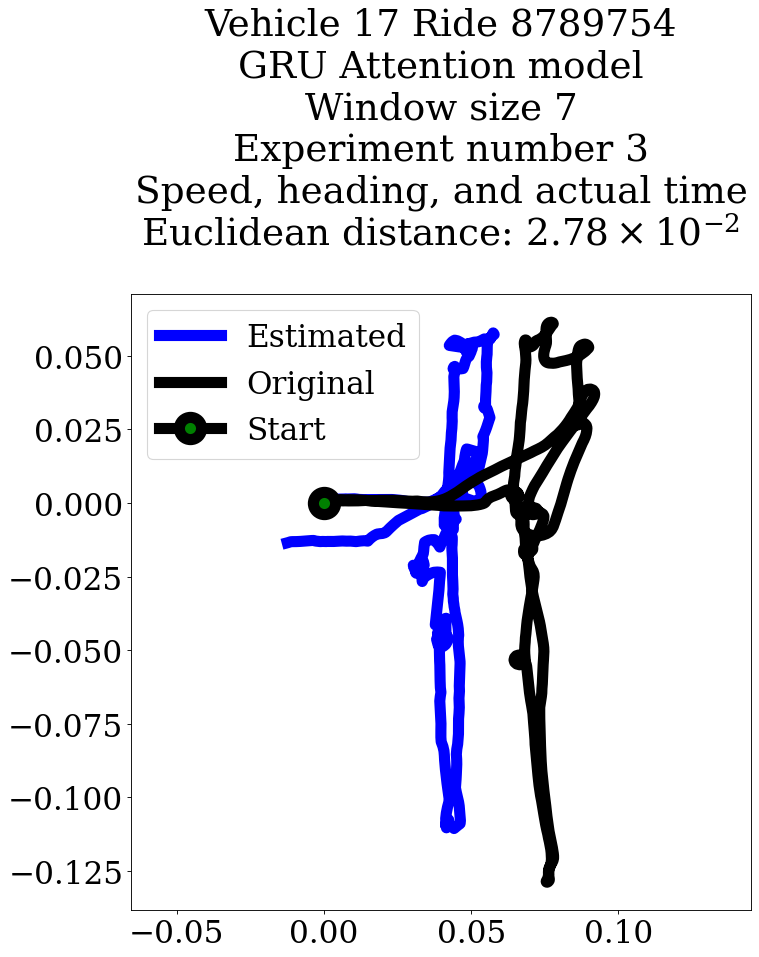 Vehicle 17 Ride 8789754
GRU Attention model
Window size 7
Experiment number 3
Speed, heading, and actual time
Euclidean distance: 2.78 × 10⁻²
Estimated
Original
Start
0.050
0.025
0.000
−0.025
−0.050
−0.075
−0.100
−0.125
−0.05 0.00 0.05 0.10